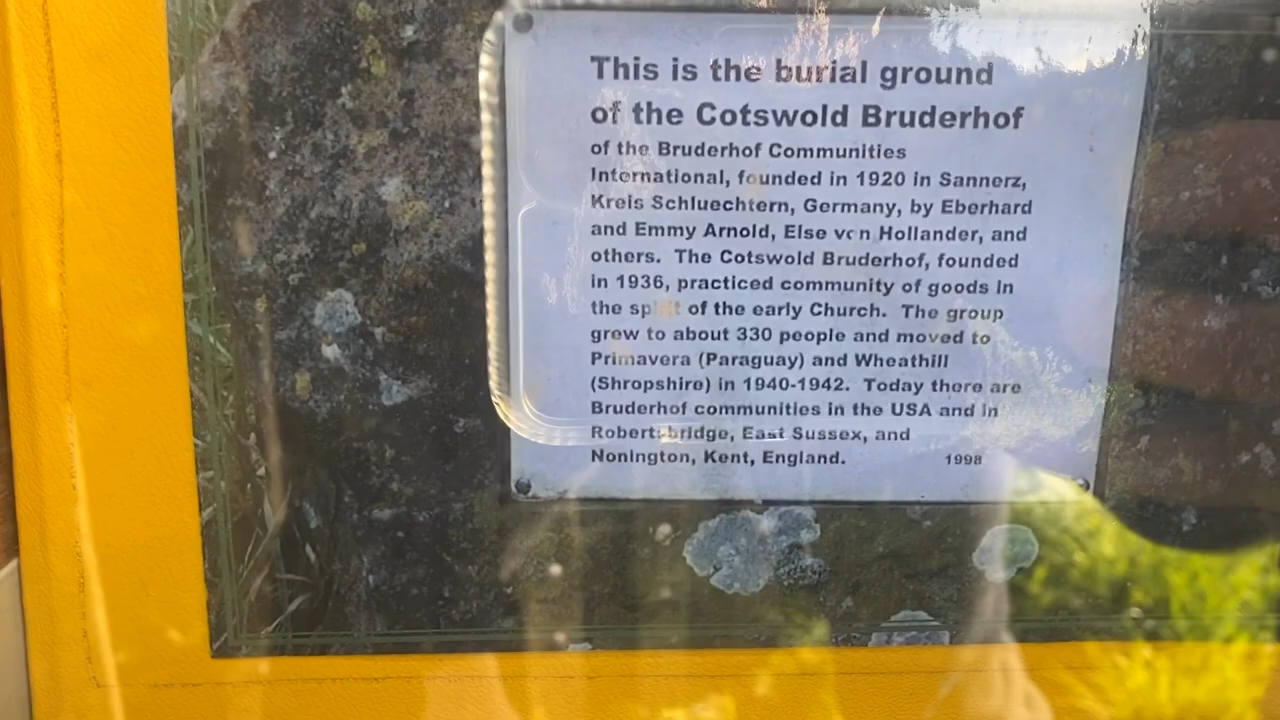 This is the burial ground
of the Cotswold Bruderhof
of the Bruderhof Communities
International, founded in 1920 in Sannerz,
Kreis Schluechtern, Germany, by Eberhard
and Emmy Arnold, Else von Hollander, and
others. The Cotswold Bruderhof, founded
in 1936, practiced community of goods in
the spirit of the early Church. The group
grew to about 330 people and moved to
Primavera (Paraguay) and Wheathill
(Shropshire) in 1940-1942. Today there are
Bruderhof communities in the USA and in
Robertsbridge, East Sussex, and
Nonington, Kent, England. 1998